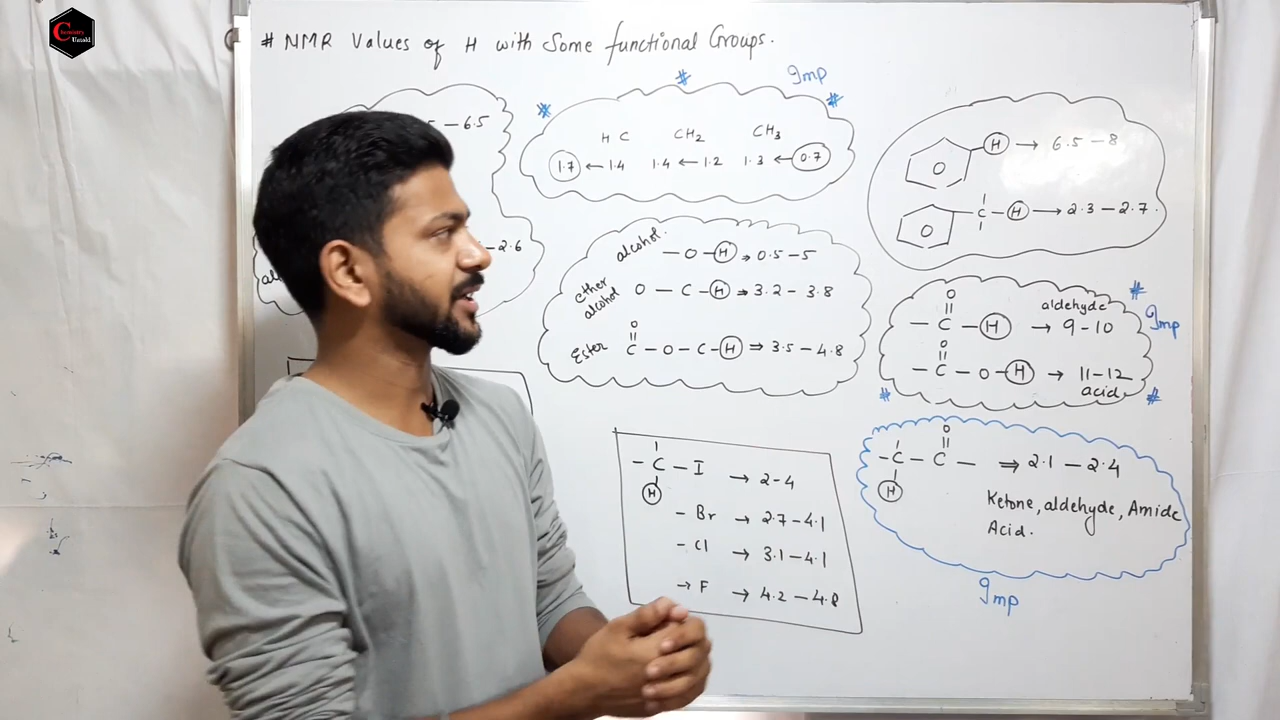 Chemistry
Untold
# NMR Values of H with Some functional Groups.
5 – 6.5
– 2.6
Imp
HC CH2 CH3
1.7 ← 1.4 1.4 ← 1.2 1.3 ← 0.7
alcohol. – O – H ⇒ 0.5 – 5
ether
alcohol O – C – H ⇒ 3.2 – 3.8
O
Ester C – O – C – H ⇒ 3.5 – 4.8
– C – I → 2 – 4
H
– Br → 2.7 – 4.1
– Cl → 3.1 – 4.1
→ F → 4.2 – 4.8
O H → 6.5 – 8
O – C – H → 2.3 – 2.7.
O aldehyde
– C – H → 9 – 10
Imp
O
– C – O – H → 11 – 12
acid
O
– C – C – ⇒ 2.1 – 2.4
H
Ketone, aldehyde, Amide
Acid.
Imp